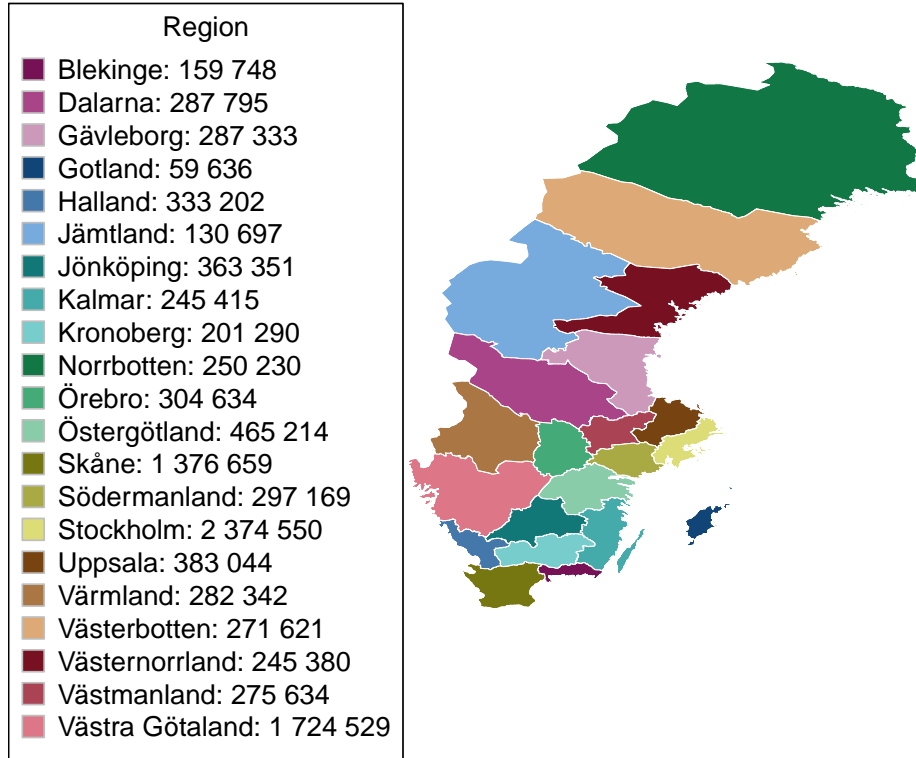 Region
Blekinge: 159 748
Dalarna: 287 795
Gävleborg: 287 333
Gotland: 59 636
Halland: 333 202
Jämtland: 130 697
Jönköping: 363 351
Kalmar: 245 415
Kronoberg: 201 290
Norrbotten: 250 230
Örebro: 304 634
Östergötland: 465 214
Skåne: 1 376 659
Södermanland: 297 169
Stockholm: 2 374 550
Uppsala: 383 044
Värmland: 282 342
Västerbotten: 271 621
Västernorrland: 245 380
Västmanland: 275 634
Västra Götaland: 1 724 529